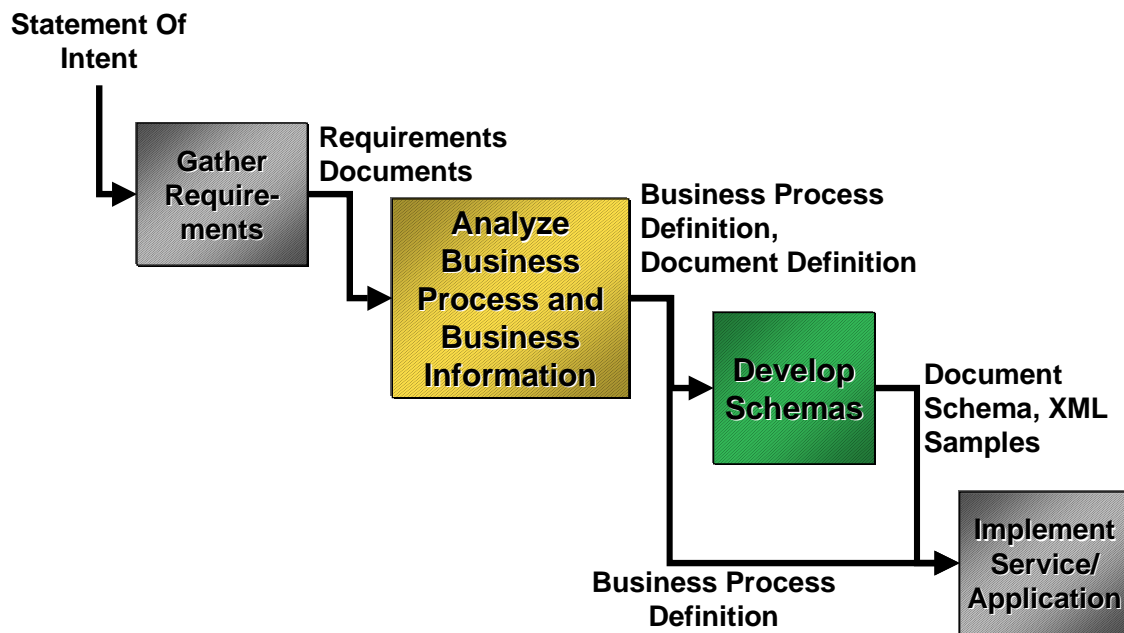 Statement Of
Intent
Gather
Require-
ments
Requirements
Documents
Analyze
Business
Process and
Business
Information
Business Process
Definition,
Document Definition
Develop
Schemas
Document
Schema, XML
Samples
Business Process
Definition
Implement
Service/
Application